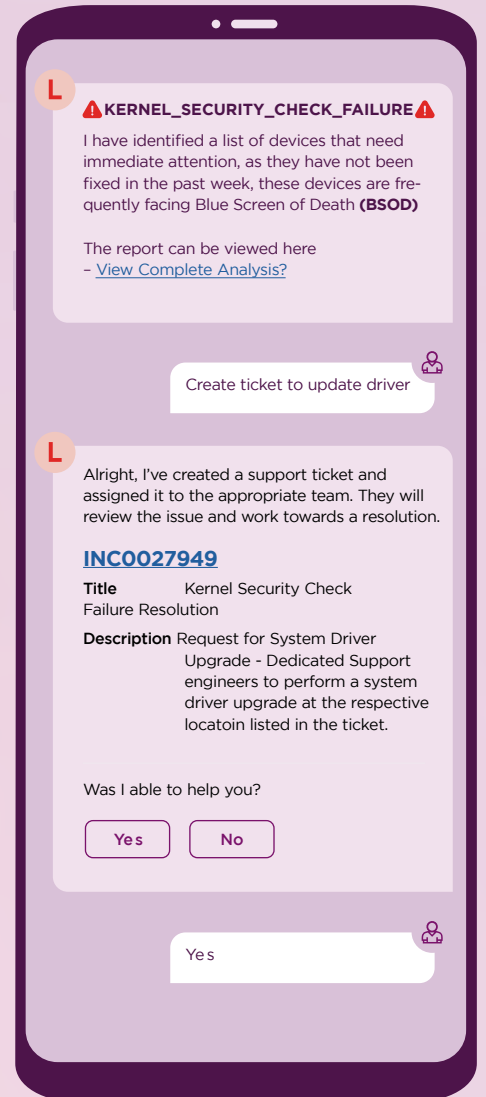 L
KERNEL_SECURITY_CHECK_FAILURE
I have identified a list of devices that need
immediate attention, as they have not been
fixed in the past week, these devices are fre-
quently facing Blue Screen of Death (BSOD)
The report can be viewed here
– View Complete Analysis?
Create ticket to update driver
L
Alright, I've created a support ticket and
assigned it to the appropriate team. They will
review the issue and work towards a resolution.
INC0027949
Title Kernel Security Check
Failure Resolution
Description Request for System Driver
Upgrade - Dedicated Support
engineers to perform a system
driver upgrade at the respective
locatoin listed in the ticket.
Was I able to help you?
Yes No
Yes